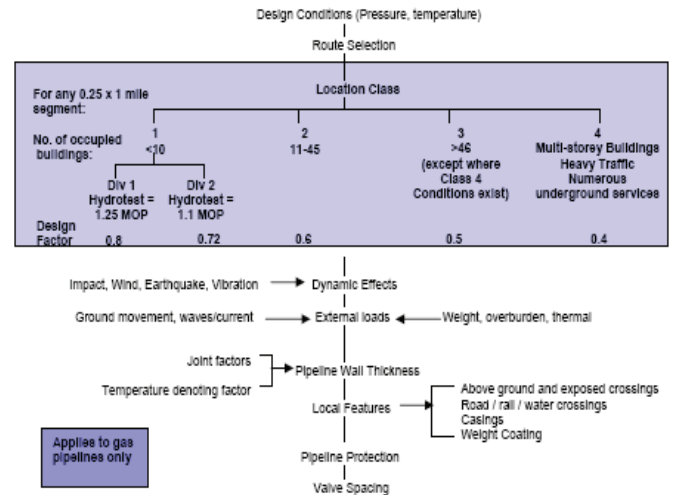 Design Conditions (Pressure, temperature)
Route Selection
Location Class
For any 0.25 x 1 mile
segment:
No. of occupied
buildings:
1
<10
2
11-45
3
>46
(except where
Class 4
Conditions exist)
4
Multi-storey Buildings
Heavy Traffic
Numerous
underground services
Div 1
Hydrotest =
1.25 MOP
Div 2
Hydrotest =
1.1 MOP
Design
Factor
0.8
0.72
0.6
0.5
0.4
Impact, Wind, Earthquake, Vibration
Dynamic Effects
Ground movement, waves/current
External loads
Weight, overburden, thermal
Joint factors
Temperature denoting factor
Pipeline Wall Thickness
Local Features
Above ground and exposed crossings
Road / rail / water crossings
Casings
Weight Coating
Applies to gas
pipelines only
Pipeline Protection
Valve Spacing